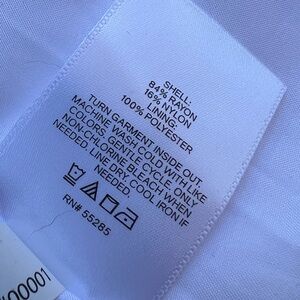 SHELL:
84% RAYON
16% NYLON
LINING:
100% POLYESTER
TURN GARMENT INSIDE OUT.
MACHINE WASH COLD WITH LIKE
COLORS, GENTLE CYCLE. ONLY
NON-CHLORINE BLEACH WHEN
NEEDED. LINE DRY, COOL IRON IF
NEEDED.
RN# 55285
00001